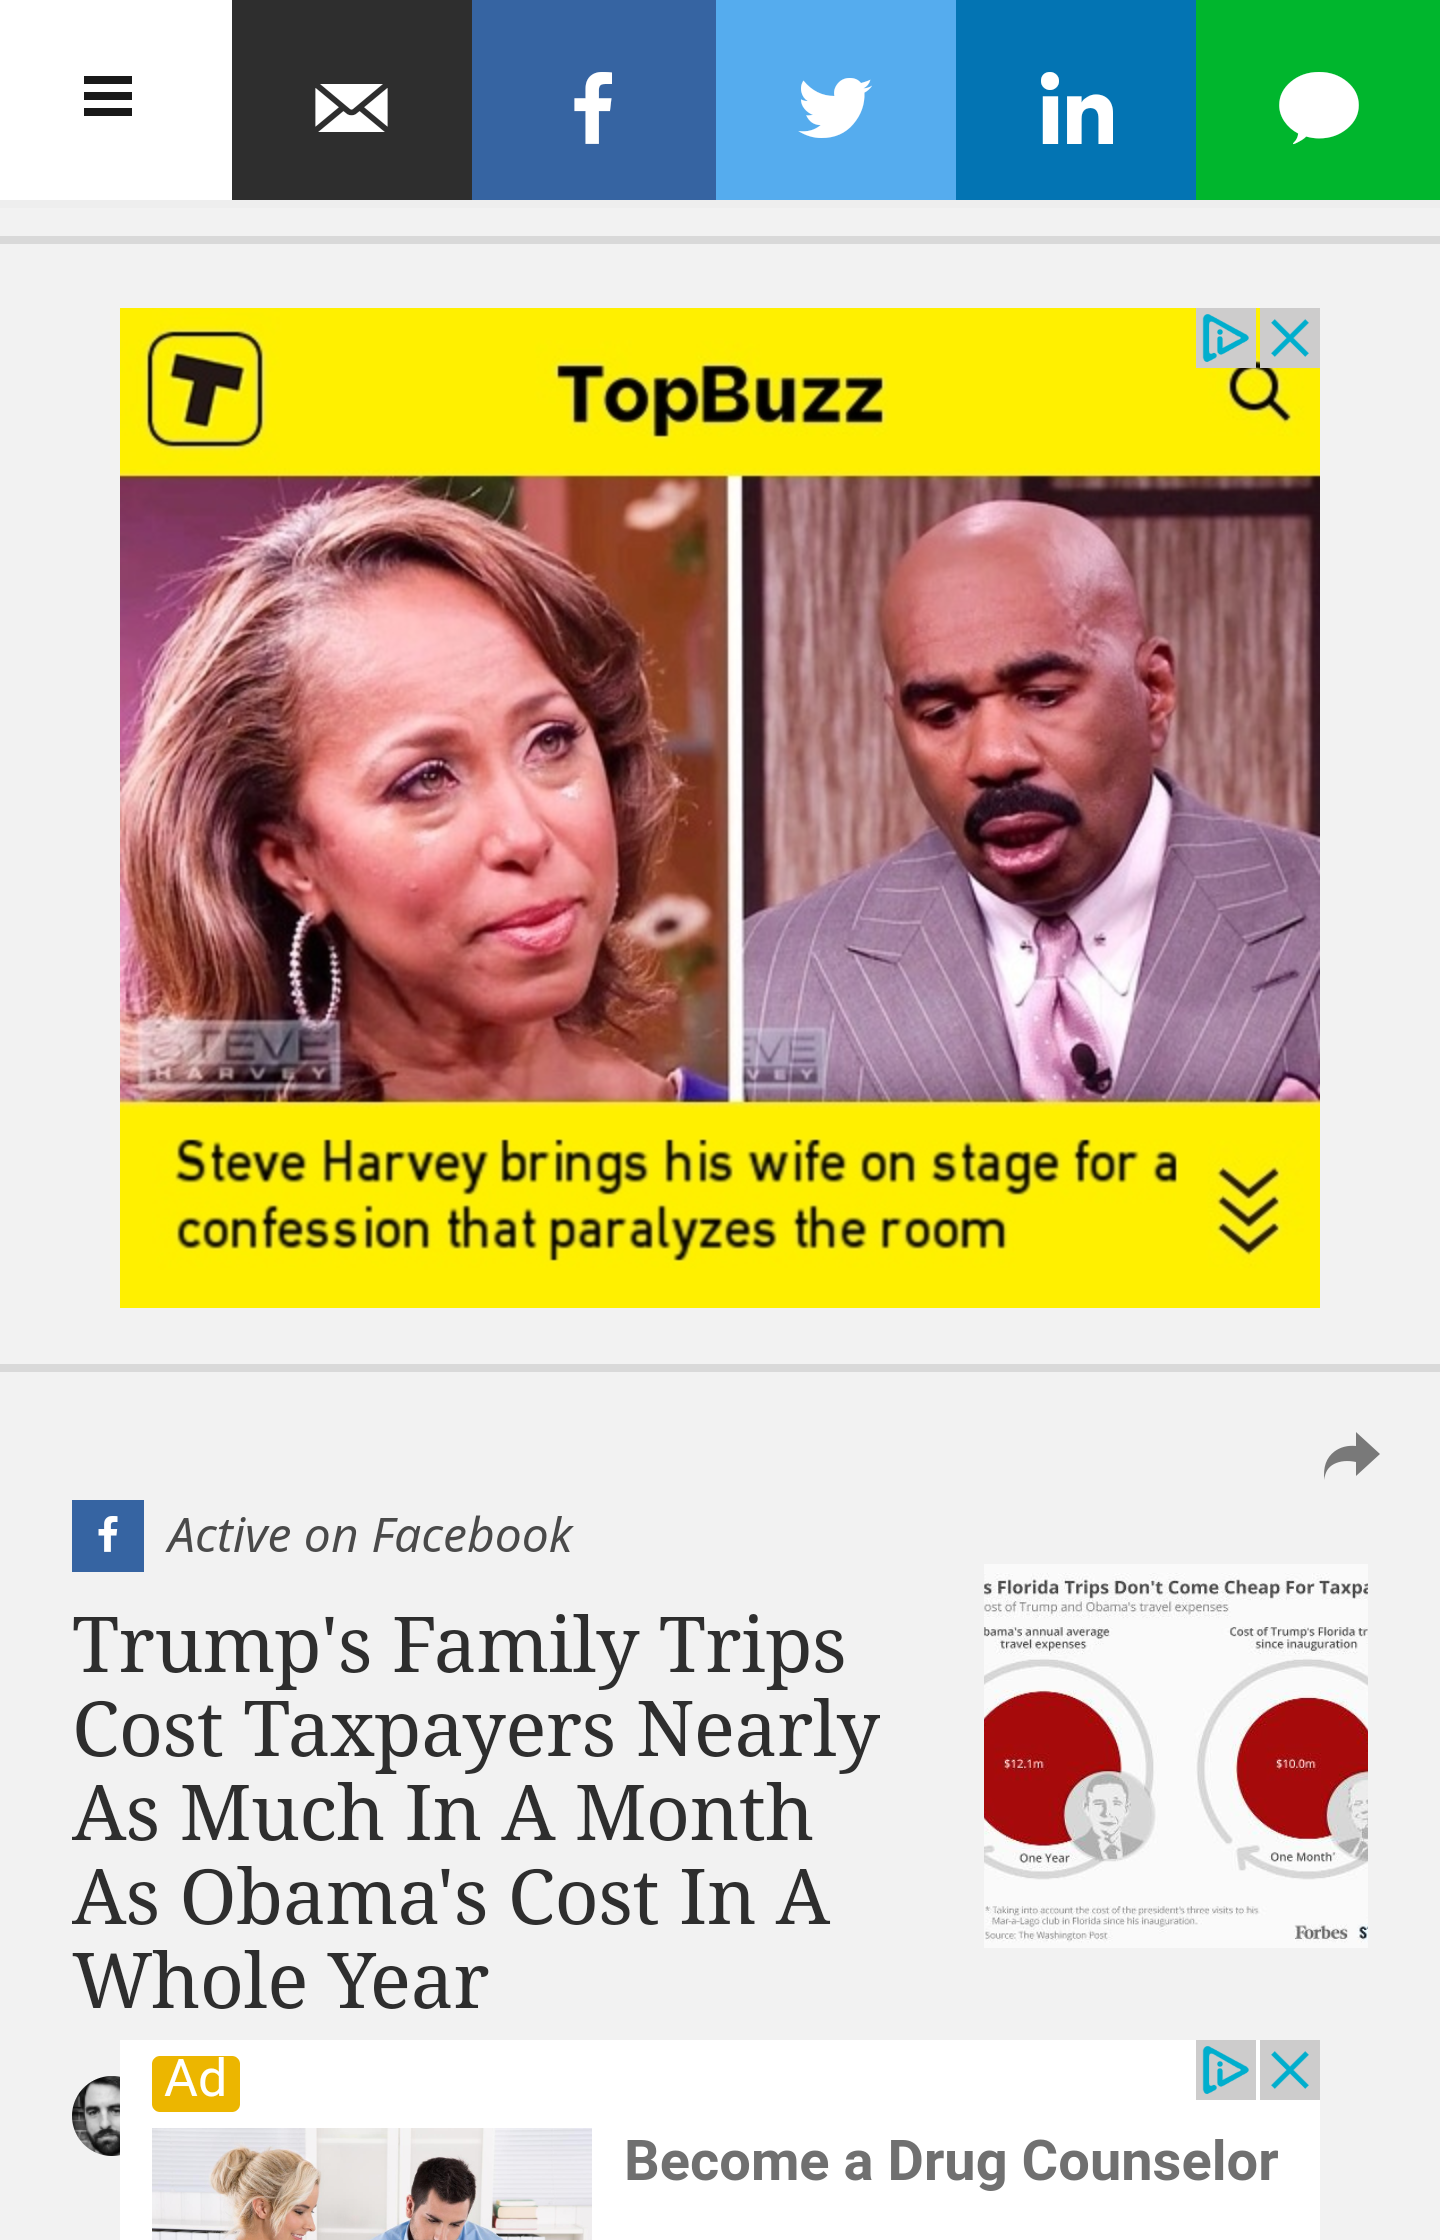 TopBuzz
STEVE
HARVEY
Steve Harvey brings his wife on stage for a
confession that paralyzes the room
Active on Facebook
Trump's Family Trips
Cost Taxpayers Nearly
As Much In A Month
As Obama's Cost In A
Whole Year
s Florida Trips Don't Come Cheap For Taxpa
ost of Trump and Obama's travel expenses
bama's annual average
travel expenses
Cost of Trump's Florida tr
since inauguration
$12.1m
$10.0m
One Year
One Month*
* Taking into account the cost of the president's three visits to his
Mar-a-Lago club in Florida since his inauguration.
Source: The Washington Post
Forbes
Ad
Become a Drug Counselor